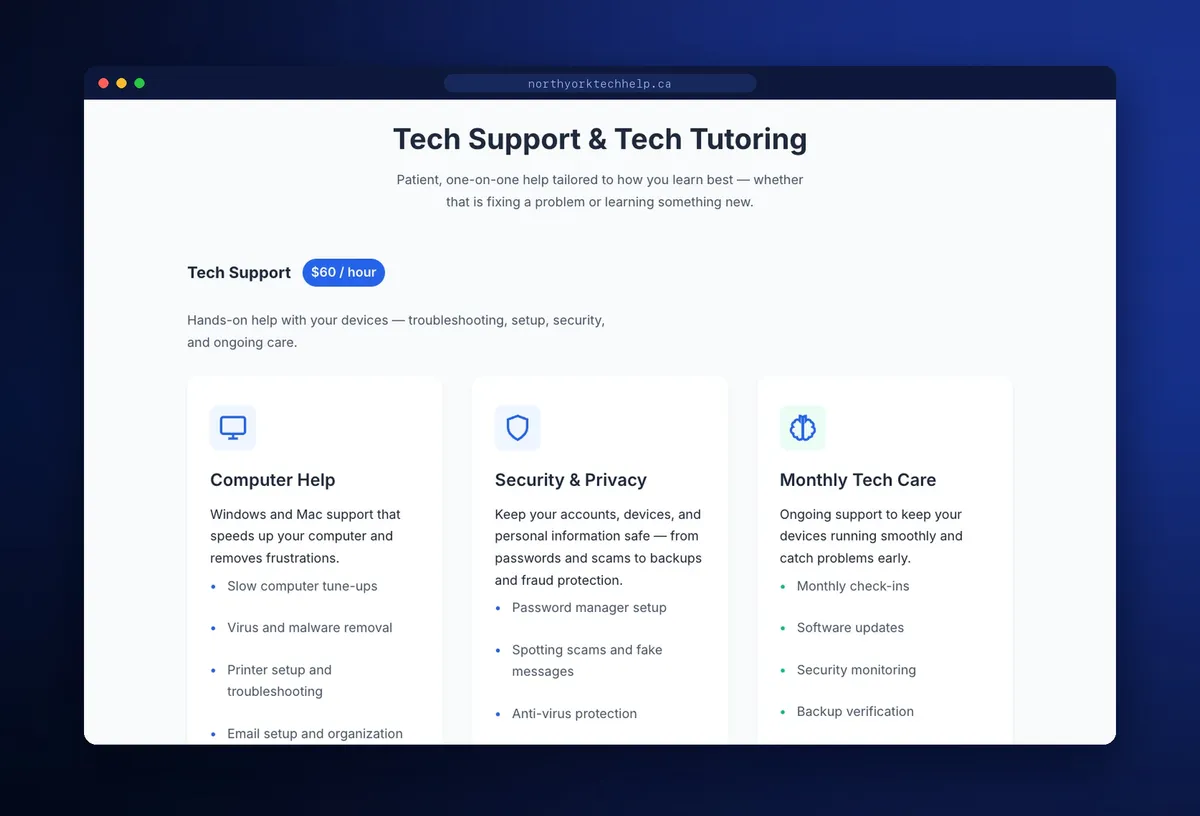 northyorktechhelp.ca
Tech Support & Tech Tutoring
Patient, one-on-one help tailored to how you learn best — whether
that is fixing a problem or learning something new.
Tech Support
$60 / hour
Hands-on help with your devices — troubleshooting, setup, security,
and ongoing care.
Computer Help
Windows and Mac support that
speeds up your computer and
removes frustrations.
• Slow computer tune-ups
• Virus and malware removal
• Printer setup and
troubleshooting
• Email setup and organization
Security & Privacy
Keep your accounts, devices, and
personal information safe — from
passwords and scams to backups
and fraud protection.
• Password manager setup
• Spotting scams and fake
messages
• Anti-virus protection
Monthly Tech Care
Ongoing support to keep your
devices running smoothly and
catch problems early.
• Monthly check-ins
• Software updates
• Security monitoring
• Backup verification